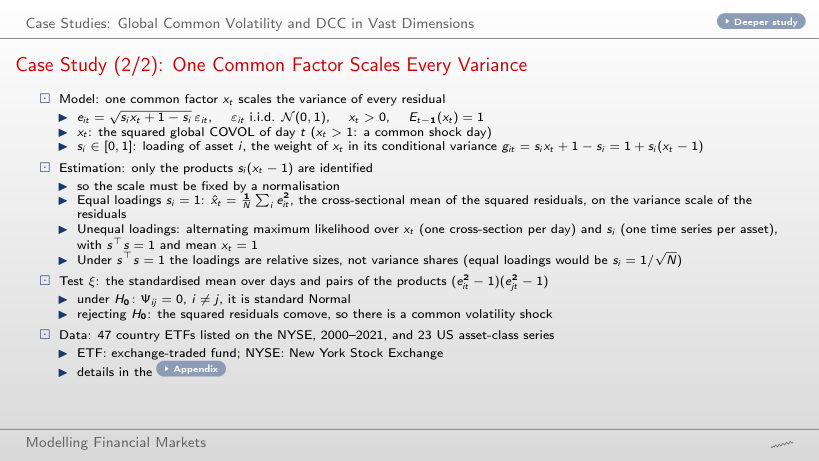 Case Studies: Global Common Volatility and DCC in Vast Dimensions
Deeper study
Case Study (2/2): One Common Factor Scales Every Variance
Model: one common factor xₜ scales the variance of every residual
eᵢₜ = √(sᵢxₜ + 1 − sᵢ) εᵢₜ, εᵢₜ i.i.d. 𝒩(0, 1), xₜ > 0, Eₜ₋₁(xₜ) = 1
xₜ: the squared global COVOL of day t (xₜ > 1: a common shock day)
sᵢ ∈ [0, 1]: loading of asset i, the weight of xₜ in its conditional variance gᵢₜ = sᵢxₜ + 1 − sᵢ = 1 + sᵢ(xₜ − 1)
Estimation: only the products sᵢ(xₜ − 1) are identified
so the scale must be fixed by a normalisation
Equal loadings sᵢ = 1: x̂ₜ = 1/N ∑ᵢ e²ᵢₜ, the cross-sectional mean of the squared residuals, on the variance scale of the
residuals
Unequal loadings: alternating maximum likelihood over xₜ (one cross-section per day) and sᵢ (one time series per asset),
with s⊤s = 1 and mean xₜ = 1
Under s⊤s = 1 the loadings are relative sizes, not variance shares (equal loadings would be sᵢ = 1/√N)
Test ξ: the standardised mean over days and pairs of the products (e²ᵢₜ − 1)(e²ⱼₜ − 1)
under H₀: Ψᵢⱼ = 0, i ≠ j, it is standard Normal
rejecting H₀: the squared residuals comove, so there is a common volatility shock
Data: 47 country ETFs listed on the NYSE, 2000–2021, and 23 US asset-class series
ETF: exchange-traded fund; NYSE: New York Stock Exchange
details in the Appendix
Modelling Financial Markets